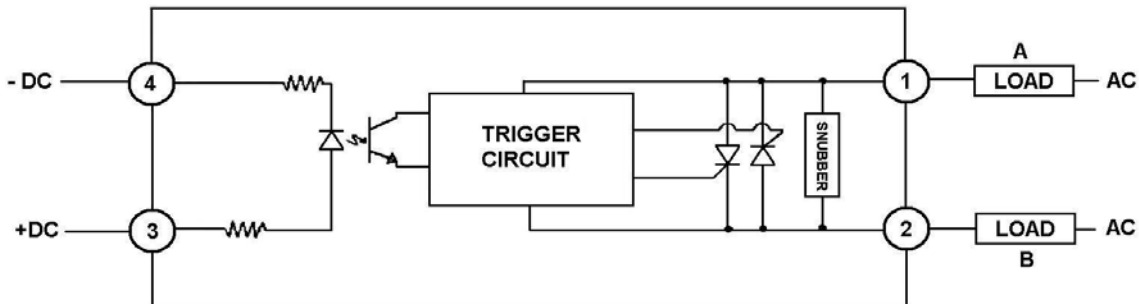 A
- DC
4
1
LOAD
AC
TRIGGER
CIRCUIT
SNUBBER
+DC
3
2
LOAD
AC
B